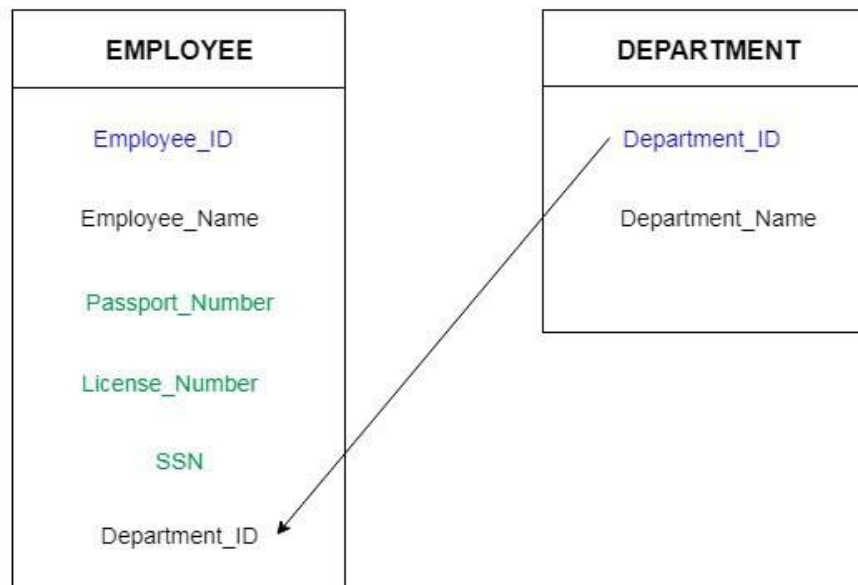 EMPLOYEE
Employee_ID
Employee_Name
Passport_Number
License_Number
SSN
Department_ID
DEPARTMENT
Department_ID
Department_Name